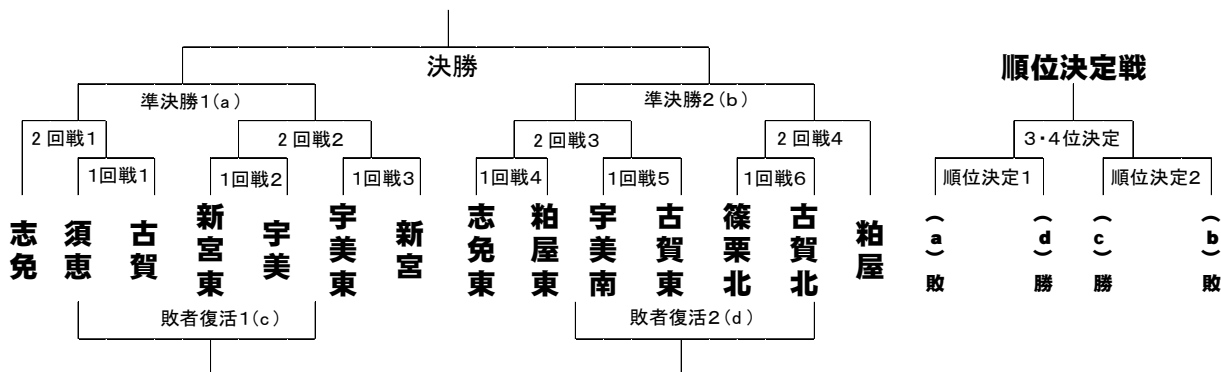 決勝
順位決定戦
準決勝1(a)
準決勝2(b)
2回戦1
2回戦2
2回戦3
2回戦4
3・4位決定
1回戦1
1回戦2
1回戦3
1回戦4
1回戦5
1回戦6
順位決定1
順位決定2
志免
須恵
古賀
新宮東
宇美
宇美東
新宮
志免東
粕屋東
宇美南
古賀東
篠栗北
古賀北
粕屋
(a)敗
(d)勝
(c)勝
(b)敗
敗者復活1(c)
敗者復活2(d)